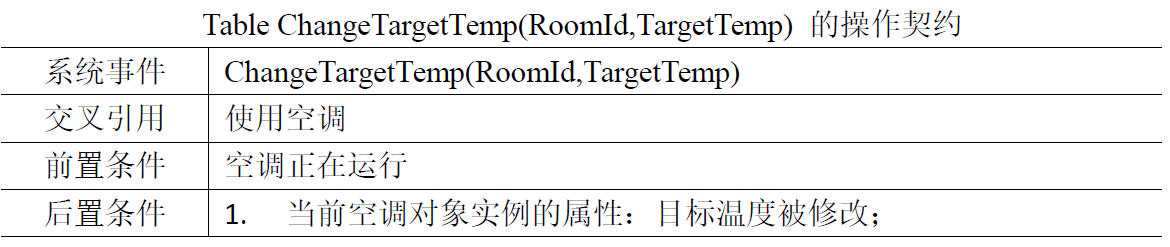 Table ChangeTargetTemp(RoomId,TargetTemp) 的操作契约
系统事件 ChangeTargetTemp(RoomId,TargetTemp)
交叉引用 使用空调
前置条件 空调正在运行
后置条件 1. 当前空调对象实例的属性：目标温度被修改；